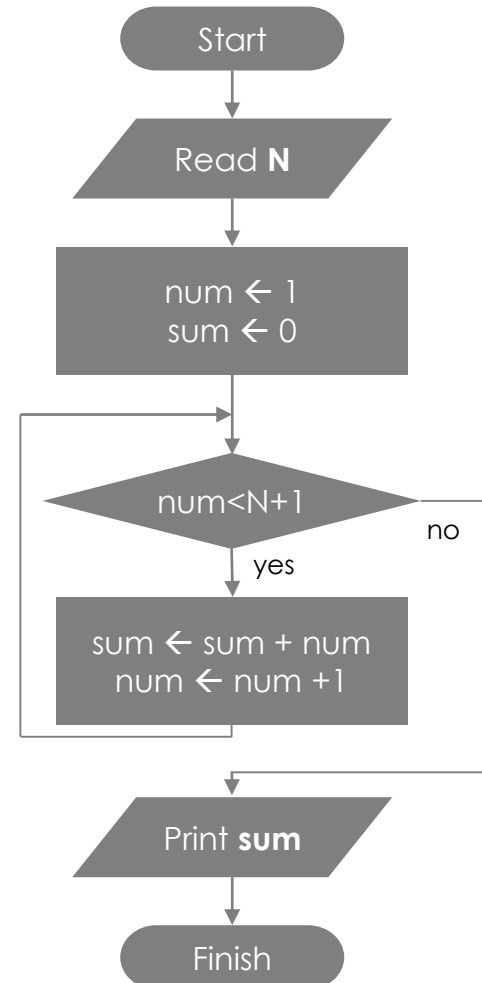 Start
Read N
num ← 1
sum ← 0
num<N+1
no
yes
sum ← sum + num
num ← num +1
Print sum
Finish